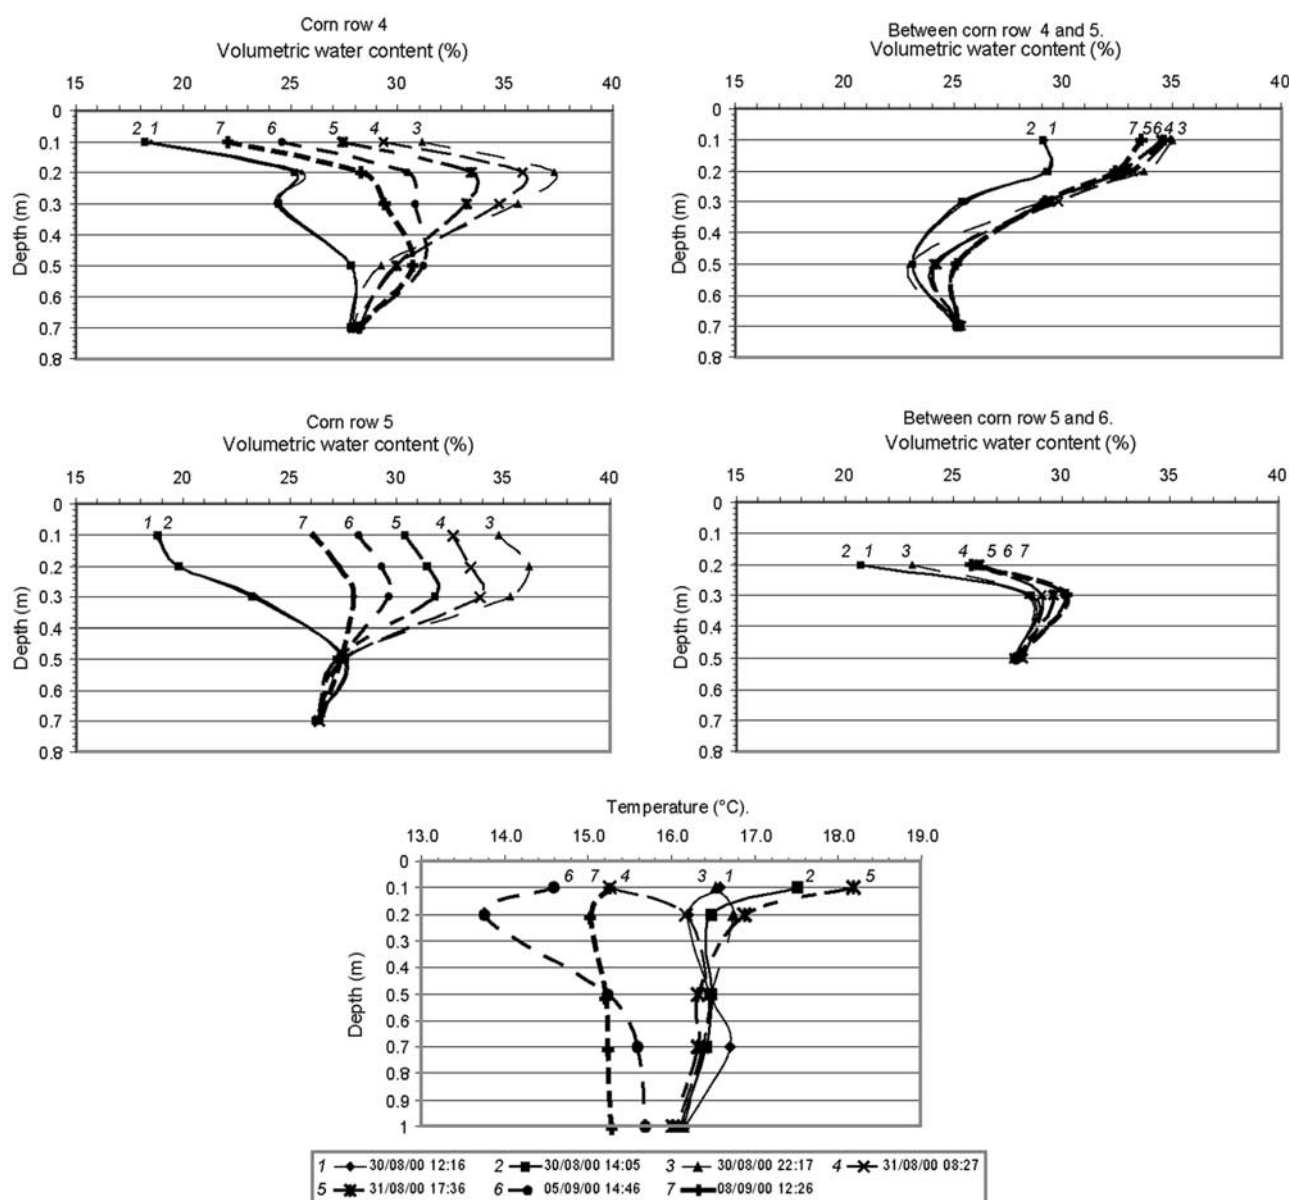 Corn row 4
Volumetric water content (%)
15 20 25 30 35 40
0
0.1
0.2
0.3
0.4
0.5
0.6
0.7
0.8
Depth (m)
2 1 7 6 5 4 3
Between corn row 4 and 5.
Volumetric water content (%)
15 20 25 30 35 40
0
0.1
0.2
0.3
0.4
0.5
0.6
0.7
0.8
Depth (m)
2 1 7 5 6 4 3
Corn row 5
Volumetric water content (%)
15 20 25 30 35 40
0
0.1
0.2
0.3
0.4
0.5
0.6
0.7
0.8
Depth (m)
1 2 7 6 5 4 3
Between corn row 5 and 6.
Volumetric water content (%)
15 20 25 30 35 40
0
0.1
0.2
0.3
0.4
0.5
0.6
0.7
0.8
Depth (m)
2 1 3 4 5 6 7
Temperature (°C).
13.0 14.0 15.0 16.0 17.0 18.0 19.0
0
0.1
0.2
0.3
0.4
0.5
0.6
0.7
0.8
0.9
1
Depth (m)
6 7 4 3 1 2 5
1 30/08/00 12:16 2 30/08/00 14:05 3 30/08/00 22:17 4 31/08/00 08:27
5 31/08/00 17:36 6 05/09/00 14:46 7 08/09/00 12:26